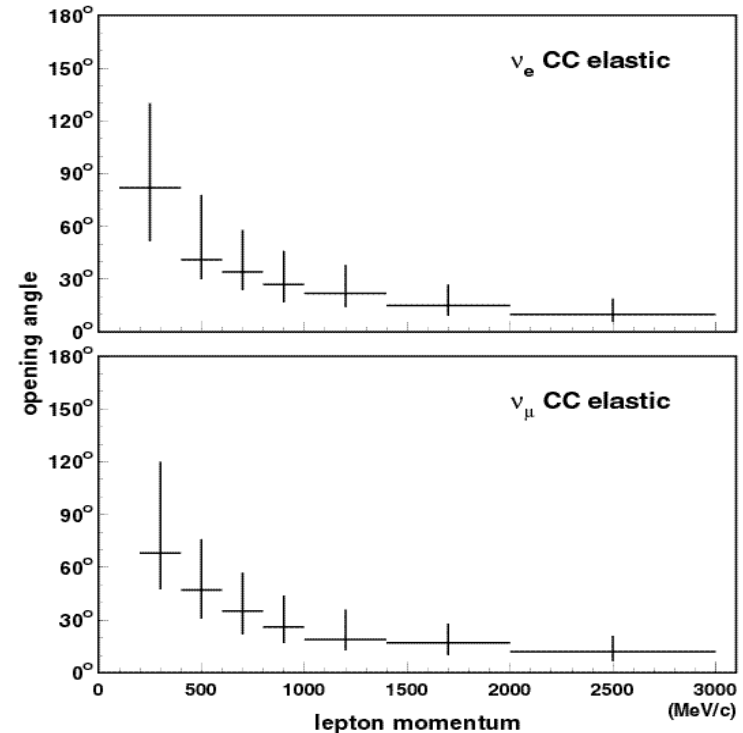 180°
150°
120°
90°
60°
30°
0°
νe CC elastic
180°
150°
120°
90°
60°
30°
0°
νμ CC elastic
opening angle
0 500 1000 1500 2000 2500 3000
(MeV/c)
lepton momentum